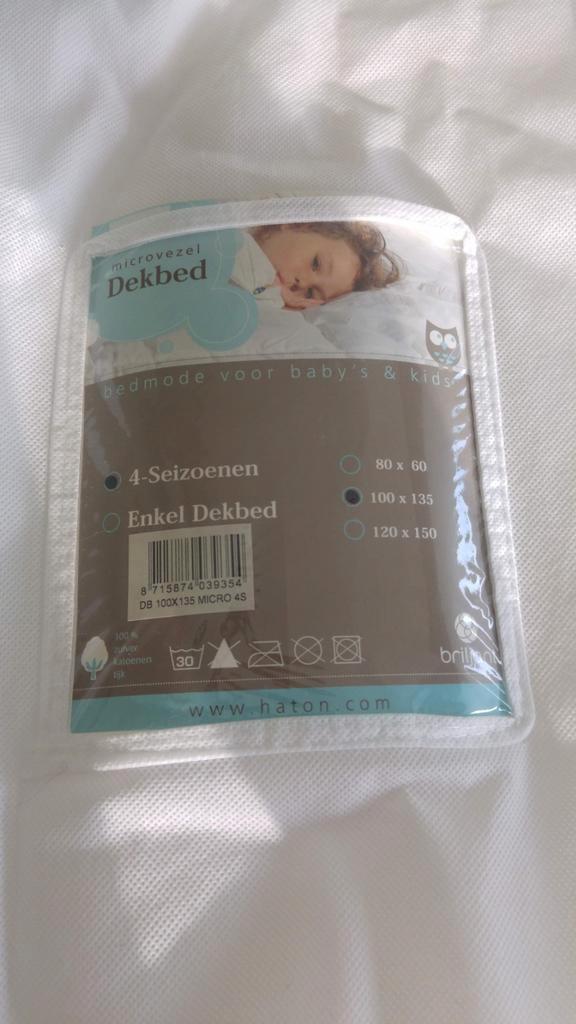 microvezel
Dekbed
bedmode voor baby's & kids
4-Seizoenen
Enkel Dekbed
80 x 60
100 x 135
120 x 150
8 715874 039354
DB 100X135 MICRO 4S
100 %
zuiver
katoenen
tijk
30
briljant
www.haton.com